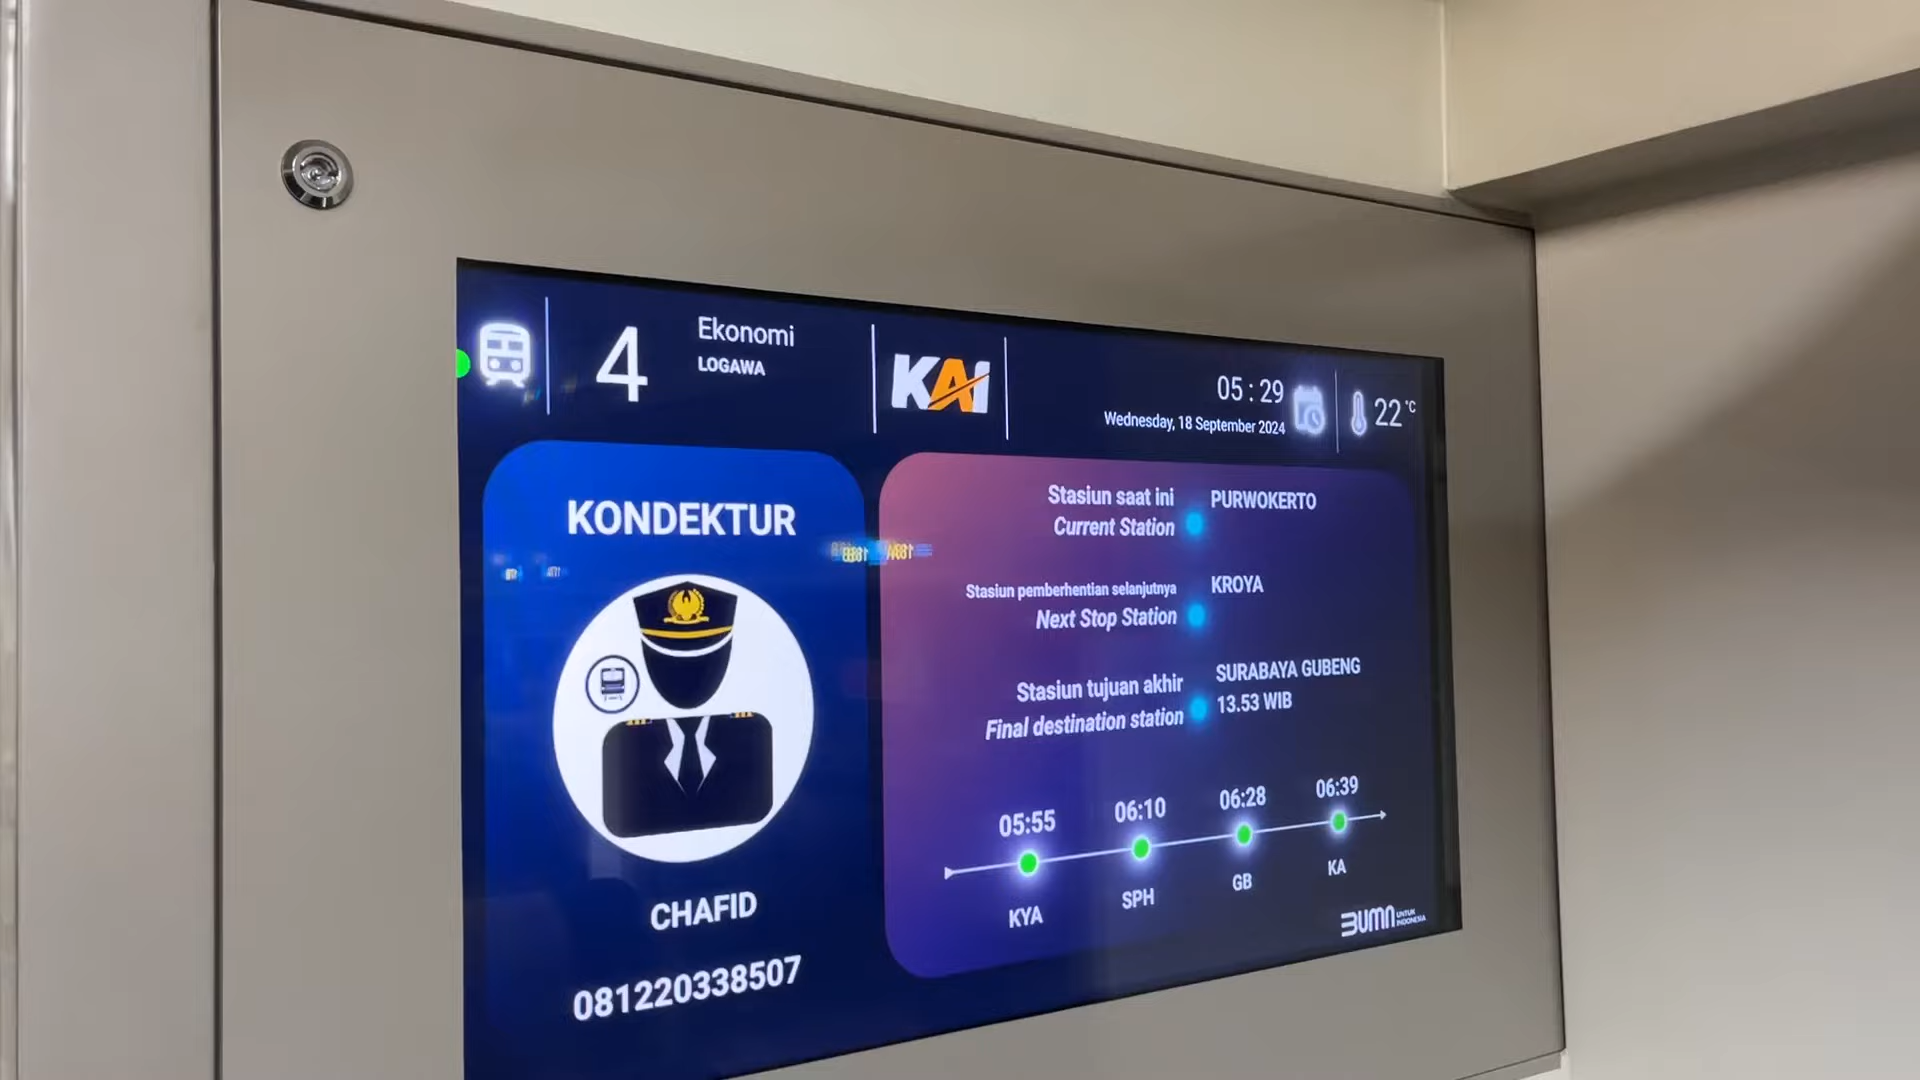 4
Ekonomi
LOGAWA
KAI
05 : 29
Wednesday, 18 September 2024
22 °C
KONDEKTUR
CHAFID
081220338507
Stasiun saat ini
Current Station
PURWOKERTO
Stasiun pemberhentian selanjutnya
Next Stop Station
KROYA
Stasiun tujuan akhir
Final destination station
SURABAYA GUBENG
13.53 WIB
05:55 06:10 06:28 06:39
KYA SPH GB KA
BUMN UNTUK INDONESIA